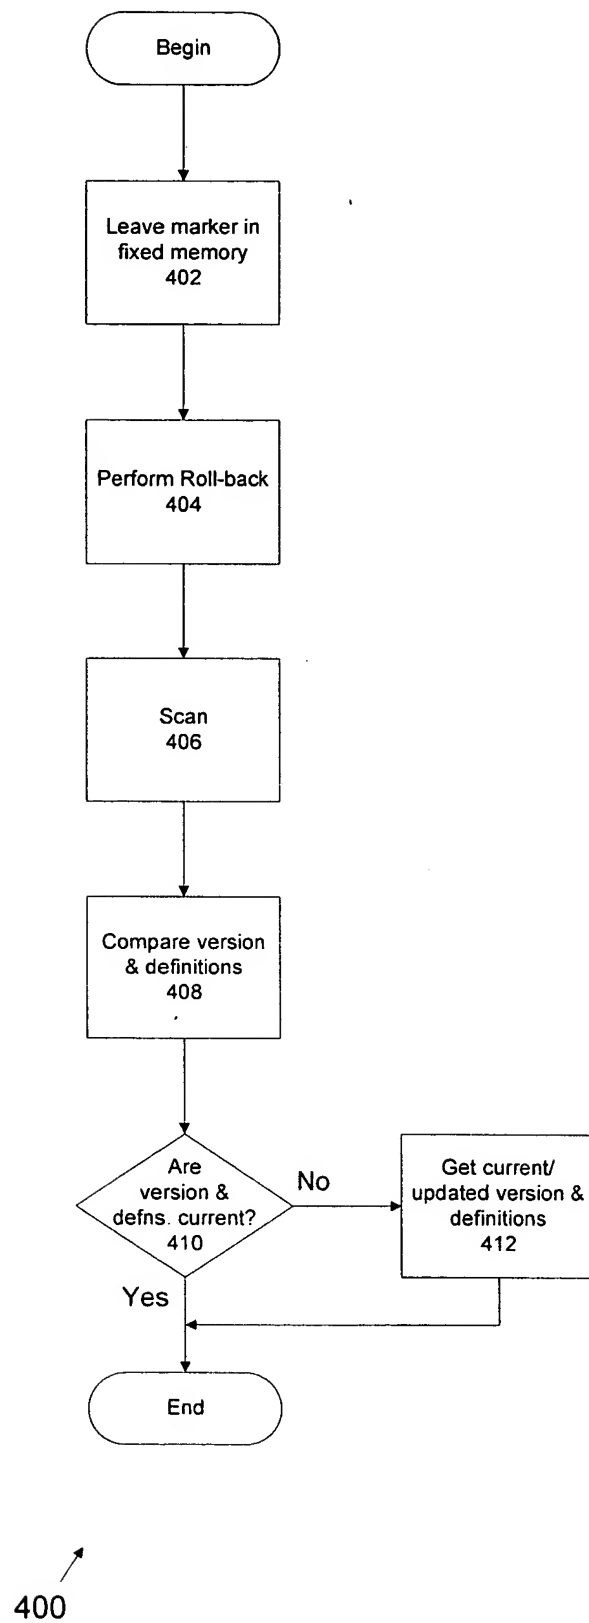 Begin
Leave marker in
fixed memory
402
Perform Roll-back
404
Scan
406
Compare version
& definitions
408
Are
version &
defns. current?
410
No
Get current/
updated version &
definitions
412
Yes
End
400